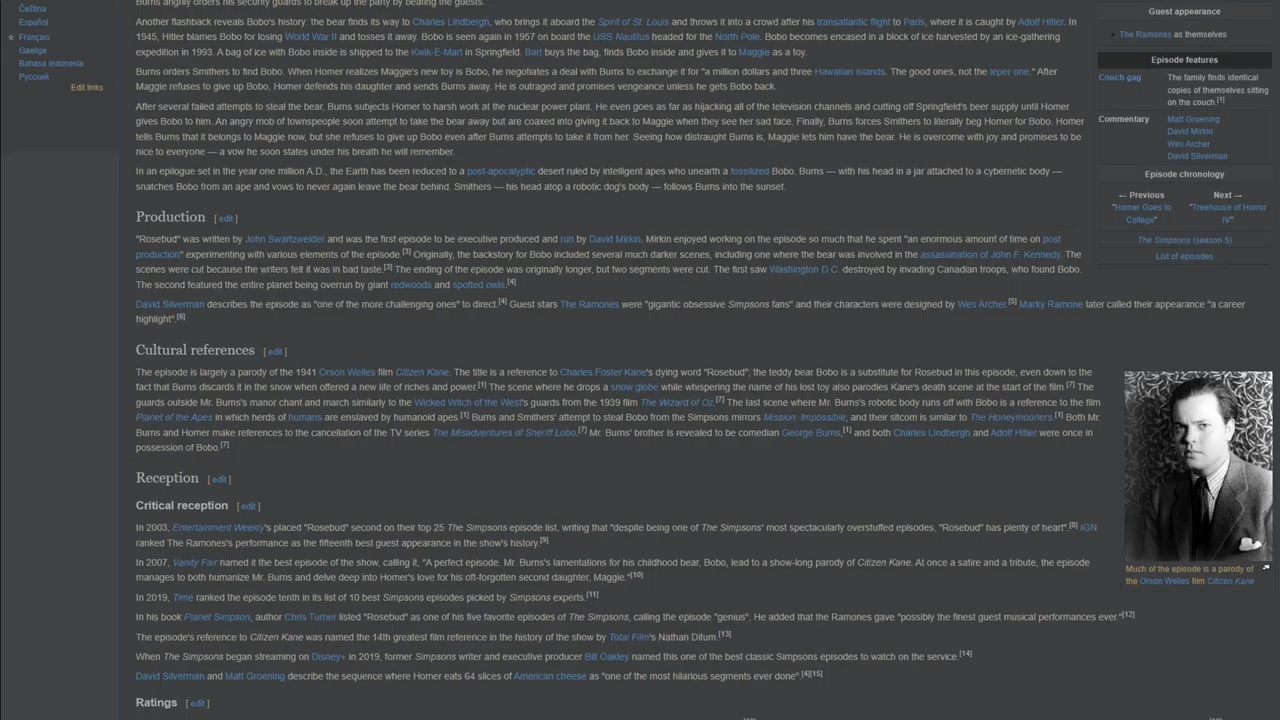 Čeština
Español
Français
Gaeilge
Bahasa Indonesia
Русский
Edit links
Burns angrily orders his security guards to break up the party by beating the guests.
Another flashback reveals Bobo's history: the bear finds its way to Charles Lindbergh, who brings it aboard the Spirit of St. Louis and throws it into a crowd after his transatlantic flight to Paris, where it is caught by Adolf Hitler. In
1945, Hitler blames Bobo for losing World War II and tosses it away. Bobo is seen again in 1957 on board the USS Nautilus headed for the North Pole. Bobo becomes encased in a block of ice harvested by an ice-gathering
expedition in 1993. A bag of ice with Bobo inside is shipped to the Kwik-E-Mart in Springfield. Bart buys the bag, finds Bobo inside and gives it to Maggie as a toy.
Burns orders Smithers to find Bobo. When Homer realizes Maggie's new toy is Bobo, he negotiates a deal with Burns to exchange it for "a million dollars and three Hawaiian islands. The good ones, not the leper one." After
Maggie refuses to give up Bobo, Homer defends his daughter and sends Burns away. He is outraged and promises vengeance unless he gets Bobo back.
After several failed attempts to steal the bear, Burns subjects Homer to harsh work at the nuclear power plant. He even goes as far as hijacking all of the television channels and cutting off Springfield's beer supply until Homer
gives Bobo to him. An angry mob of townspeople soon attempt to take the bear away but are coaxed into giving it back to Maggie when they see her sad face. Finally, Burns forces Smithers to literally beg Homer for Bobo. Homer
tells Burns that it belongs to Maggie now, but she refuses to give up Bobo even after Burns attempts to take it from her. Seeing how distraught Burns is, Maggie lets him have the bear. He is overcome with joy and promises to be
nice to everyone — a vow he soon states under his breath he will remember.
In an epilogue set in the year one million A.D., the Earth has been reduced to a post-apocalyptic desert ruled by intelligent apes who unearth a fossilized Bobo. Burns — with his head in a jar attached to a cybernetic body —
snatches Bobo from an ape and vows to never again leave the bear behind. Smithers — his head atop a robotic dog's body — follows Burns into the sunset.
Production [ edit ]
"Rosebud" was written by John Swartzwelder and was the first episode to be executive produced and run by David Mirkin. Mirkin enjoyed working on the episode so much that he spent "an enormous amount of time on post
production" experimenting with various elements of the episode.[3] Originally, the backstory for Bobo included several much darker scenes, including one where the bear was involved in the assassination of John F. Kennedy. The
scenes were cut because the writers felt it was in bad taste.[3] The ending of the episode was originally longer, but two segments were cut. The first saw Washington D.C. destroyed by invading Canadian troops, who found Bobo.
The second featured the entire planet being overrun by giant redwoods and spotted owls.[4]
David Silverman describes the episode as "one of the more challenging ones" to direct.[4] Guest stars The Ramones were "gigantic obsessive Simpsons fans" and their characters were designed by Wes Archer.[5] Marky Ramone later called their appearance "a career
highlight".[6]
Cultural references [ edit ]
The episode is largely a parody of the 1941 Orson Welles film Citizen Kane. The title is a reference to Charles Foster Kane's dying word "Rosebud"; the teddy bear Bobo is a substitute for Rosebud in this episode, even down to the
fact that Burns discards it in the snow when offered a new life of riches and power.[1] The scene where he drops a snow globe while whispering the name of his lost toy also parodies Kane's death scene at the start of the film.[7] The
guards outside Mr. Burns's manor chant and march similarly to the Wicked Witch of the West's guards from the 1939 film The Wizard of Oz.[7] The last scene where Mr. Burns's robotic body runs off with Bobo is a reference to the film
Planet of the Apes in which herds of humans are enslaved by humanoid apes.[1] Burns and Smithers' attempt to steal Bobo from the Simpsons mirrors Mission: Impossible, and their sitcom is similar to The Honeymooners.[1] Both Mr.
Burns and Homer make references to the cancellation of the TV series The Misadventures of Sheriff Lobo.[7] Mr. Burns' brother is revealed to be comedian George Burns,[1] and both Charles Lindbergh and Adolf Hitler were once in
possession of Bobo.[7]
Reception [ edit ]
Critical reception [ edit ]
In 2003, Entertainment Weekly's placed "Rosebud" second on their top 25 The Simpsons episode list, writing that "despite being one of The Simpsons' most spectacularly overstuffed episodes, "Rosebud" has plenty of heart".[8] IGN
ranked The Ramones's performance as the fifteenth best guest appearance in the show's history.[9]
In 2007, Vanity Fair named it the best episode of the show, calling it, "A perfect episode. Mr. Burns's lamentations for his childhood bear, Bobo, lead to a show-long parody of Citizen Kane. At once a satire and a tribute, the episode
manages to both humanize Mr. Burns and delve deep into Homer's love for his oft-forgotten second daughter, Maggie."[10]
In 2019, Time ranked the episode tenth in its list of 10 best Simpsons episodes picked by Simpsons experts.[11]
In his book Planet Simpson, author Chris Turner listed "Rosebud" as one of his five favorite episodes of The Simpsons, calling the episode "genius". He added that the Ramones gave "possibly the finest guest musical performances ever."[12]
The episode's reference to Citizen Kane was named the 14th greatest film reference in the history of the show by Total Film's Nathan Ditum.[13]
When The Simpsons began streaming on Disney+ in 2019, former Simpsons writer and executive producer Bill Oakley named this one of the best classic Simpsons episodes to watch on the service.[14]
David Silverman and Matt Groening describe the sequence where Homer eats 64 slices of American cheese as "one of the most hilarious segments ever done".[4][15]
Ratings [ edit ]
Guest appearance
The Ramones as themselves
Episode features
Couch gag The family finds identical
copies of themselves sitting
on the couch.[1]
Commentary Matt Groening
David Mirkin
Wes Archer
David Silverman
Episode chronology
← Previous Next →
"Homer Goes to "Treehouse of Horror
College" IV"
The Simpsons (season 5)
List of episodes
Much of the episode is a parody of
the Orson Welles film Citizen Kane